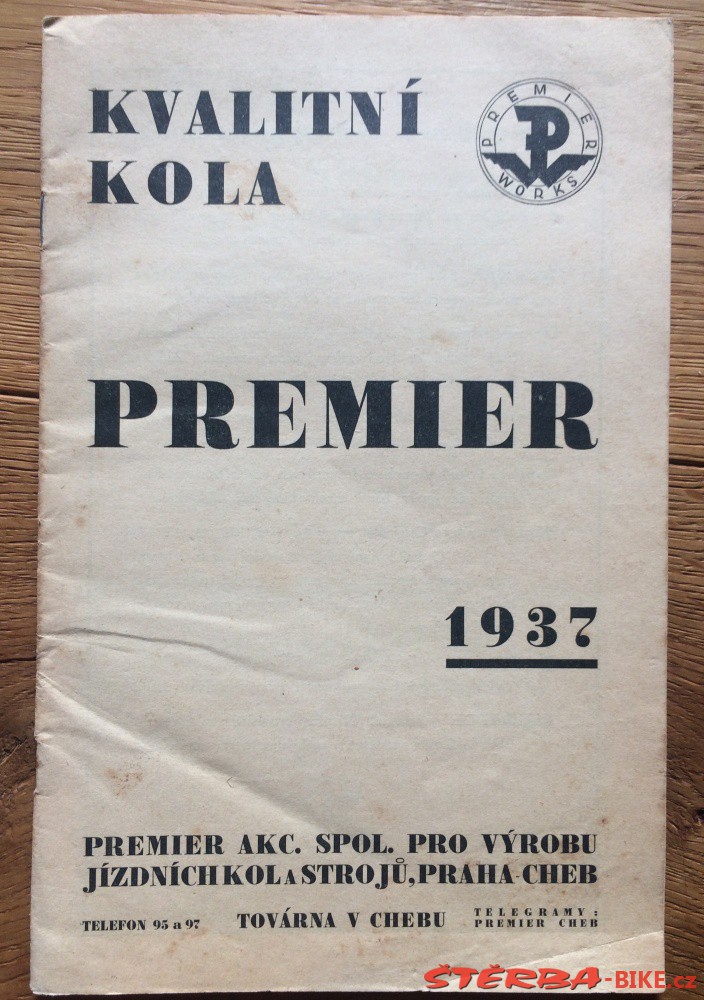 KVALITNÍ
KOLA
PREMIER
WORKS
PREMIER
1937
PREMIER AKC. SPOL. PRO VÝROBU
JÍZDNÍCH KOL A STROJŮ, PRAHA-CHEB
TELEFON 95 a 97 TOVÁRNA V CHEBU TELEGRAMY:
PREMIER CHEB
ŠTĚRBA-BIKE.cz